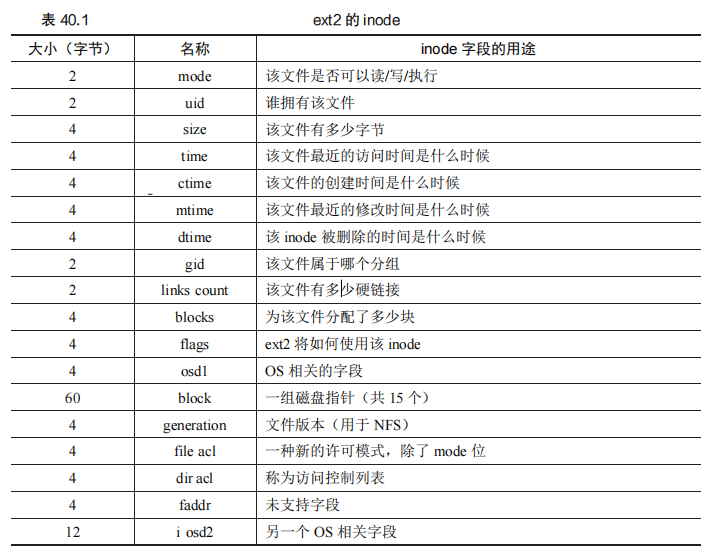 表 40.1 ext2 的 inode
大小（字节） 名称 inode 字段的用途
2 mode 该文件是否可以读/写/执行
2 uid 谁拥有该文件
4 size 该文件有多少字节
4 time 该文件最近的访问时间是什么时候
4 ctime 该文件的创建时间是什么时候
4 mtime 该文件最近的修改时间是什么时候
4 dtime 该 inode 被删除的时间是什么时候
2 gid 该文件属于哪个分组
2 links count 该文件有多少硬链接
4 blocks 为该文件分配了多少块
4 flags ext2 将如何使用该 inode
4 osd1 OS 相关的字段
60 block 一组磁盘指针（共 15 个）
4 generation 文件版本（用于 NFS）
4 file acl 一种新的许可模式，除了 mode 位
4 dir acl 称为访问控制列表
4 faddr 未支持字段
12 i osd2 另一个 OS 相关字段